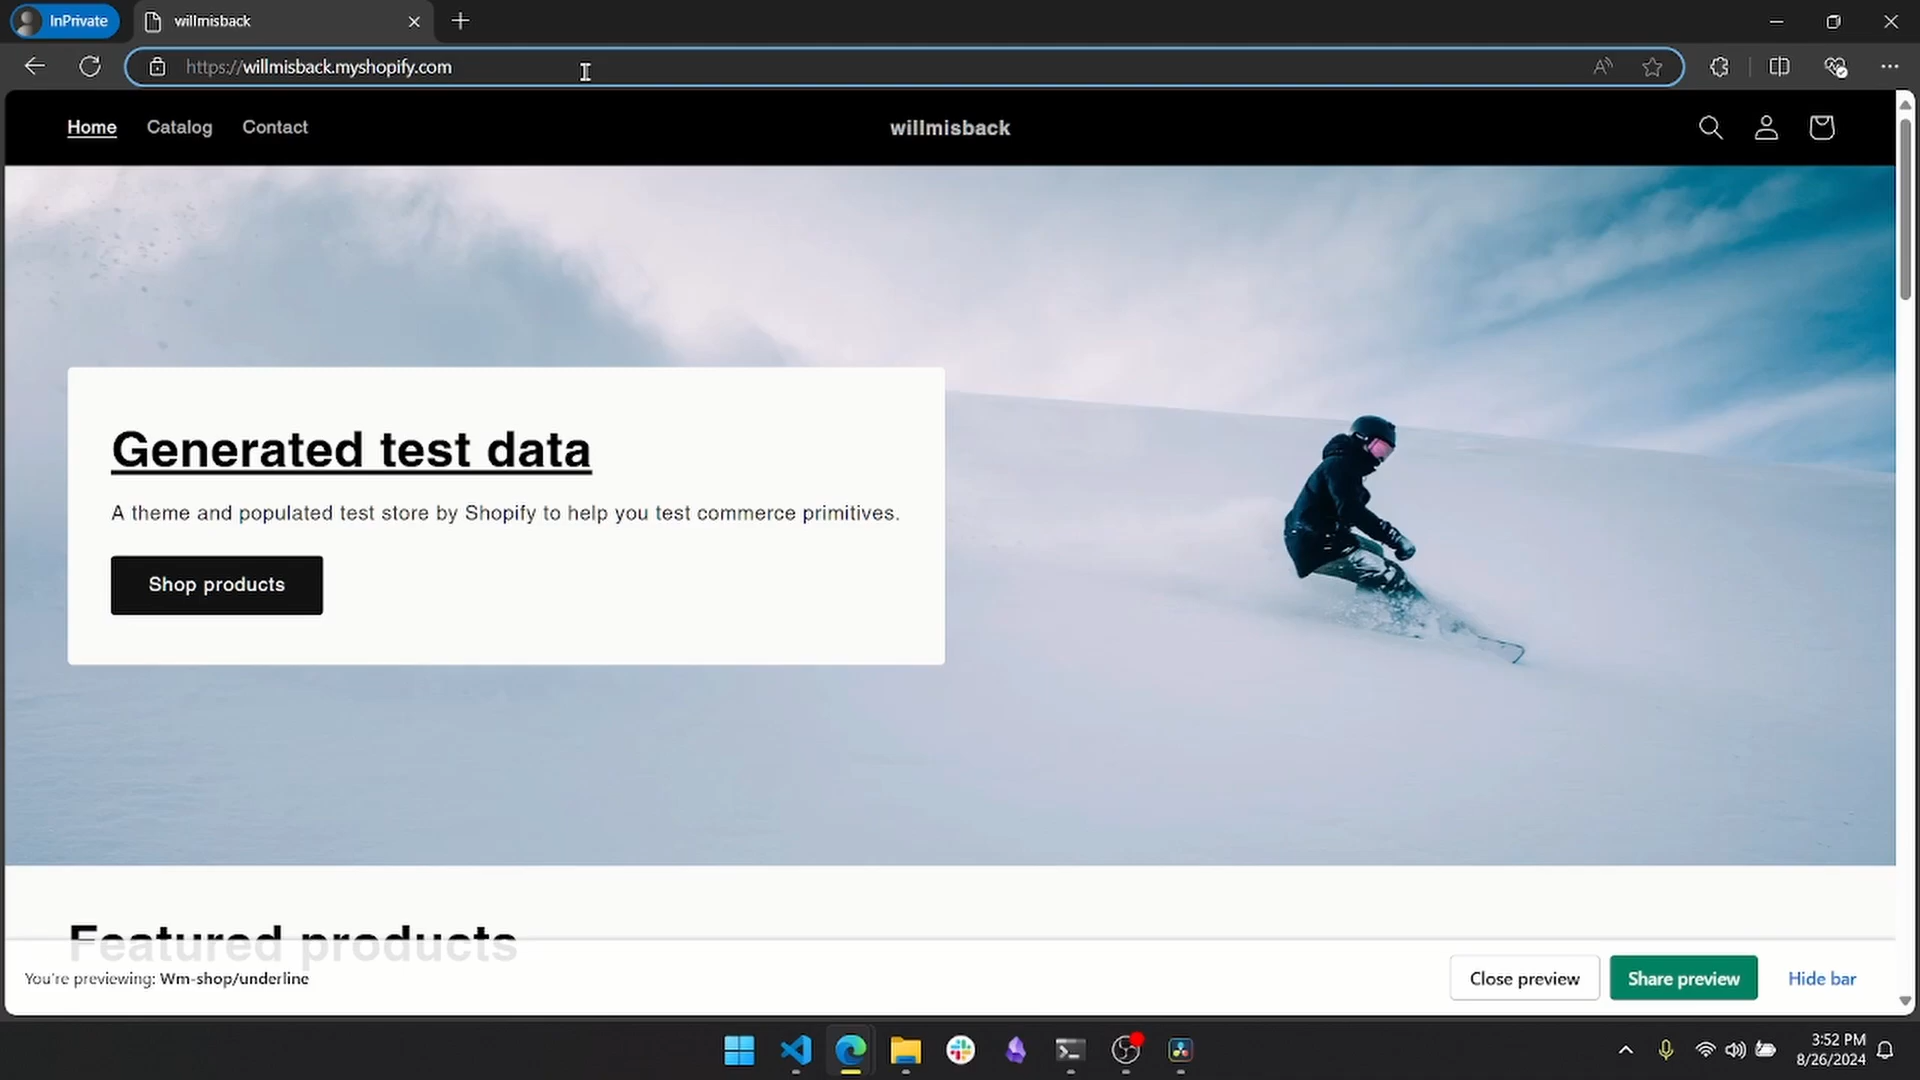 InPrivate
willmisback
https://willmisback.myshopify.com
Home
Catalog
Contact
willmisback
Generated test data
A theme and populated test store by Shopify to help you test commerce primitives.
Shop products
Featured products
You're previewing: Wm-shop/underline
Close preview
Share preview
Hide bar
3:52 PM
8/26/2024